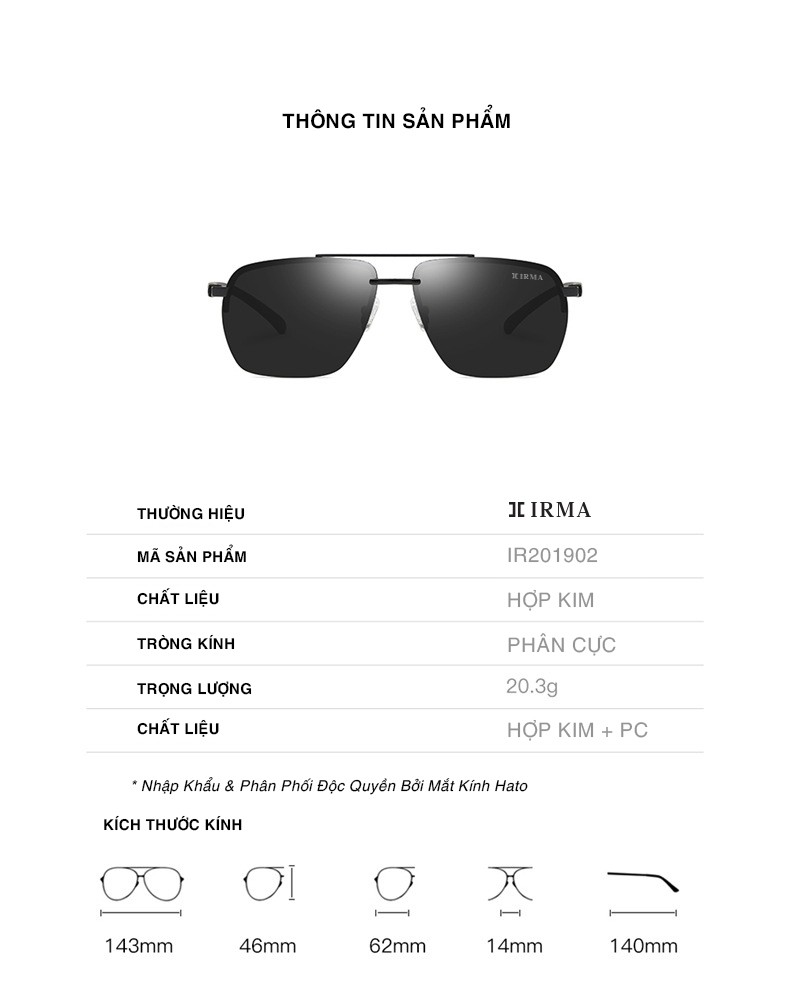 THÔNG TIN SẢN PHẨM
IRMA
THƯỜNG HIỆU IRMA
MÃ SẢN PHẨM IR201902
CHẤT LIỆU HỢP KIM
TRÒNG KÍNH PHÂN CỰC
TRỌNG LƯỢNG 20.3g
CHẤT LIỆU HỢP KIM + PC
* Nhập Khẩu & Phân Phối Độc Quyền Bởi Mắt Kính Hato
KÍCH THƯỚC KÍNH
143mm 46mm 62mm 14mm 140mm